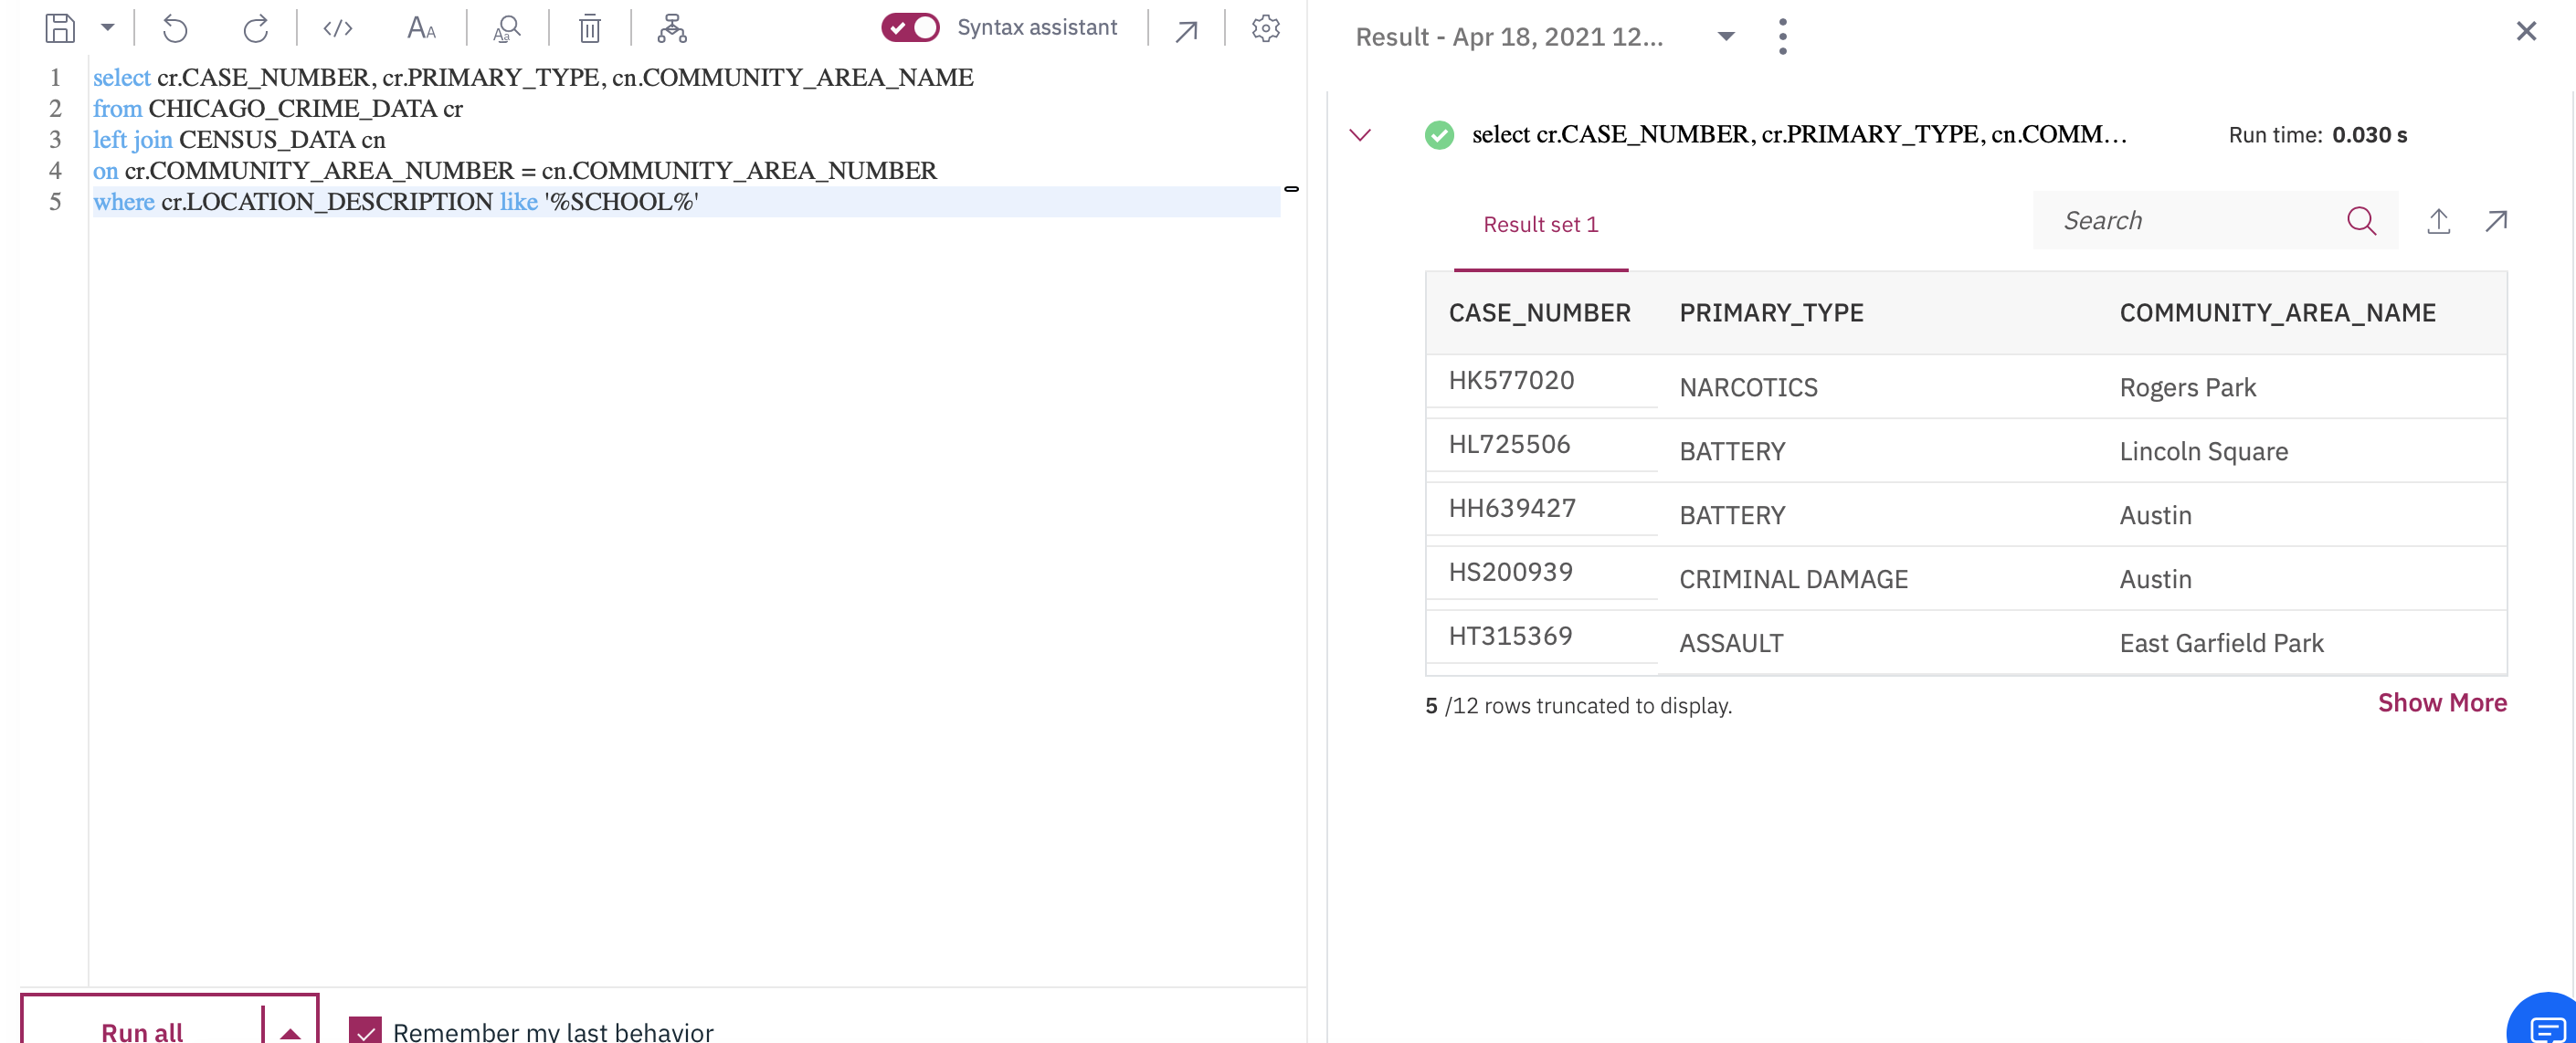 Syntax assistant
1 select cr.CASE_NUMBER, cr.PRIMARY_TYPE, cn.COMMUNITY_AREA_NAME
2 from CHICAGO_CRIME_DATA cr
3 left join CENSUS_DATA cn
4 on cr.COMMUNITY_AREA_NUMBER = cn.COMMUNITY_AREA_NUMBER
5 where cr.LOCATION_DESCRIPTION like '%SCHOOL%'
Run all
Remember my last behavior
Result - Apr 18, 2021 12...
select cr.CASE_NUMBER, cr.PRIMARY_TYPE, cn.COMM... Run time: 0.030 s
Result set 1 Search
CASE_NUMBER PRIMARY_TYPE COMMUNITY_AREA_NAME
HK577020 NARCOTICS Rogers Park
HL725506 BATTERY Lincoln Square
HH639427 BATTERY Austin
HS200939 CRIMINAL DAMAGE Austin
HT315369 ASSAULT East Garfield Park
5 /12 rows truncated to display. Show More